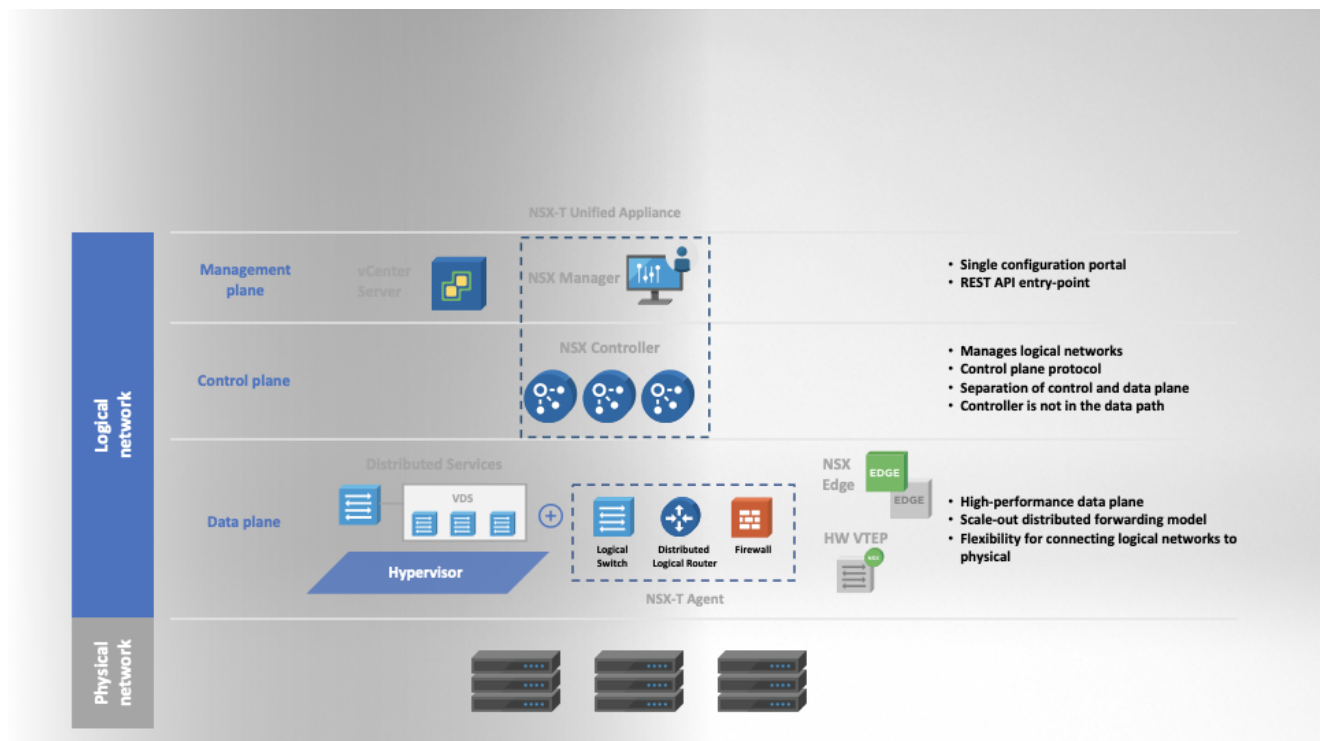 NSX-T Unified Appliance
Management
plane
vCenter
Server
NSX Manager
• Single configuration portal
• REST API entry-point
Control plane
NSX Controller
• Manages logical networks
• Control plane protocol
• Separation of control and data plane
• Controller is not in the data path
Logical
network
Data plane
Distributed Services
VDS
Hypervisor
Logical
Switch
Distributed
Logical Router
Firewall
NSX-T Agent
NSX
Edge
EDGE
EDGE
HW VTEP
NSX
• High-performance data plane
• Scale-out distributed forwarding model
• Flexibility for connecting logical networks to
physical
Physical
network